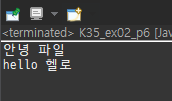 <terminated> K35_ex02_p6 [Jav
안녕 파일
hello 헬로